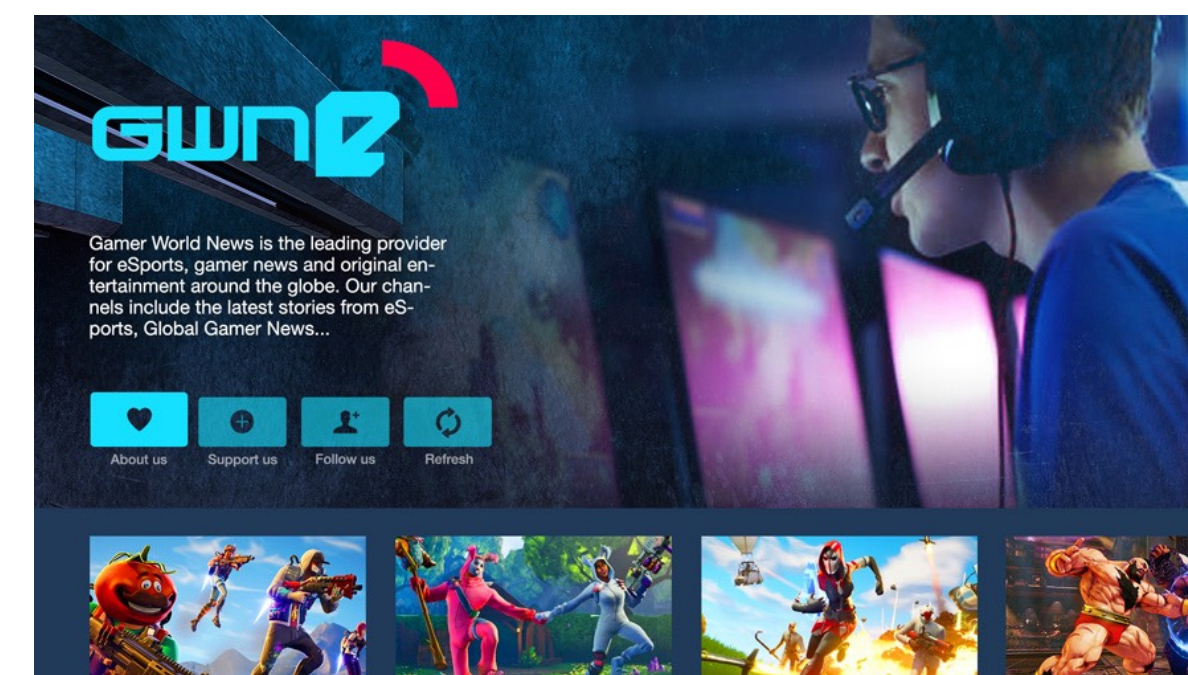 GWNe
Gamer World News is the leading provider
for eSports, gamer news and original en-
tertainment around the globe. Our chan-
nels include the latest stories from eS-
ports, Global Gamer News...
About us
Support us
Follow us
Refresh